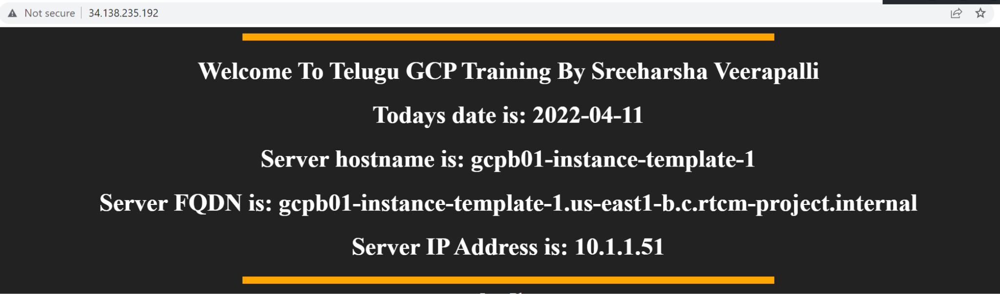 Not secure 34.138.235.192
Welcome To Telugu GCP Training By Sreeharsha Veerapalli
Todays date is: 2022-04-11
Server hostname is: gcpb01-instance-template-1
Server FQDN is: gcpb01-instance-template-1.us-east1-b.c.rtcm-project.internal
Server IP Address is: 10.1.1.51